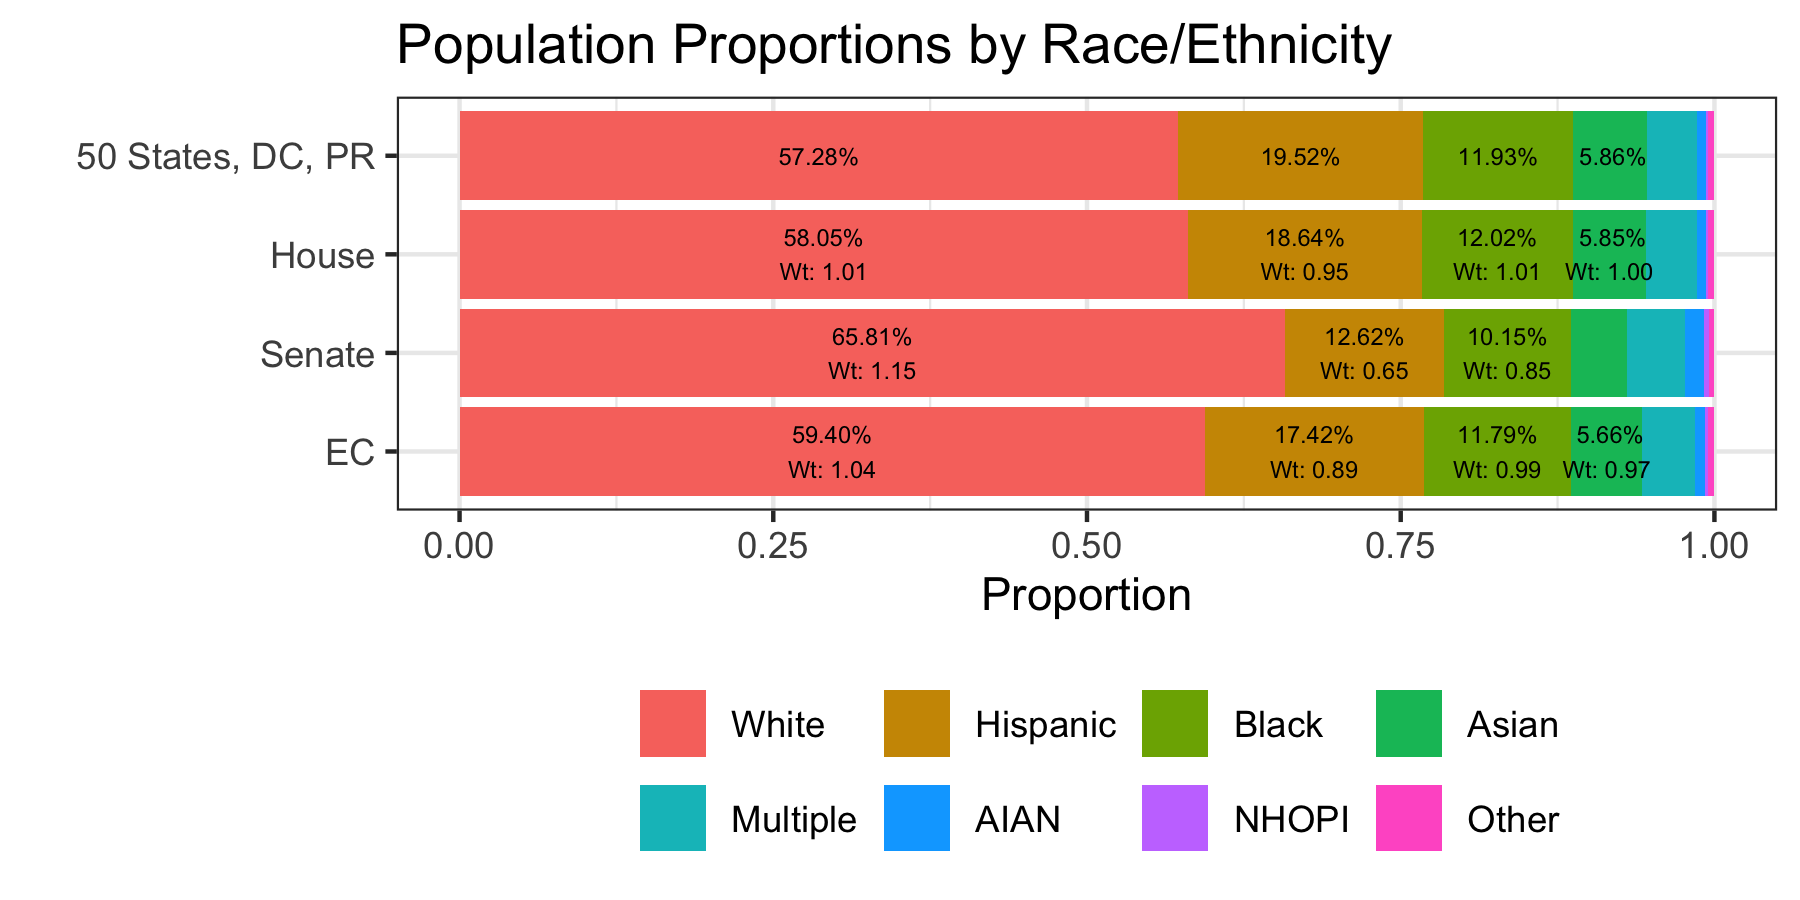 Population Proportions by Race/Ethnicity
50 States, DC, PR
57.28%
19.52%
11.93%
5.86%
House
58.05%
18.64%
12.02%
5.85%
Wt: 1.01
Wt: 0.95
Wt: 1.01
Wt: 1.00
Senate
65.81%
12.62%
10.15%
Wt: 1.15
Wt: 0.65
Wt: 0.85
EC
59.40%
17.42%
11.79%
5.66%
Wt: 1.04
Wt: 0.89
Wt: 0.99
Wt: 0.97
0.00
0.25
0.50
0.75
1.00
Proportion
White
Hispanic
Black
Asian
Multiple
AIAN
NHOPI
Other